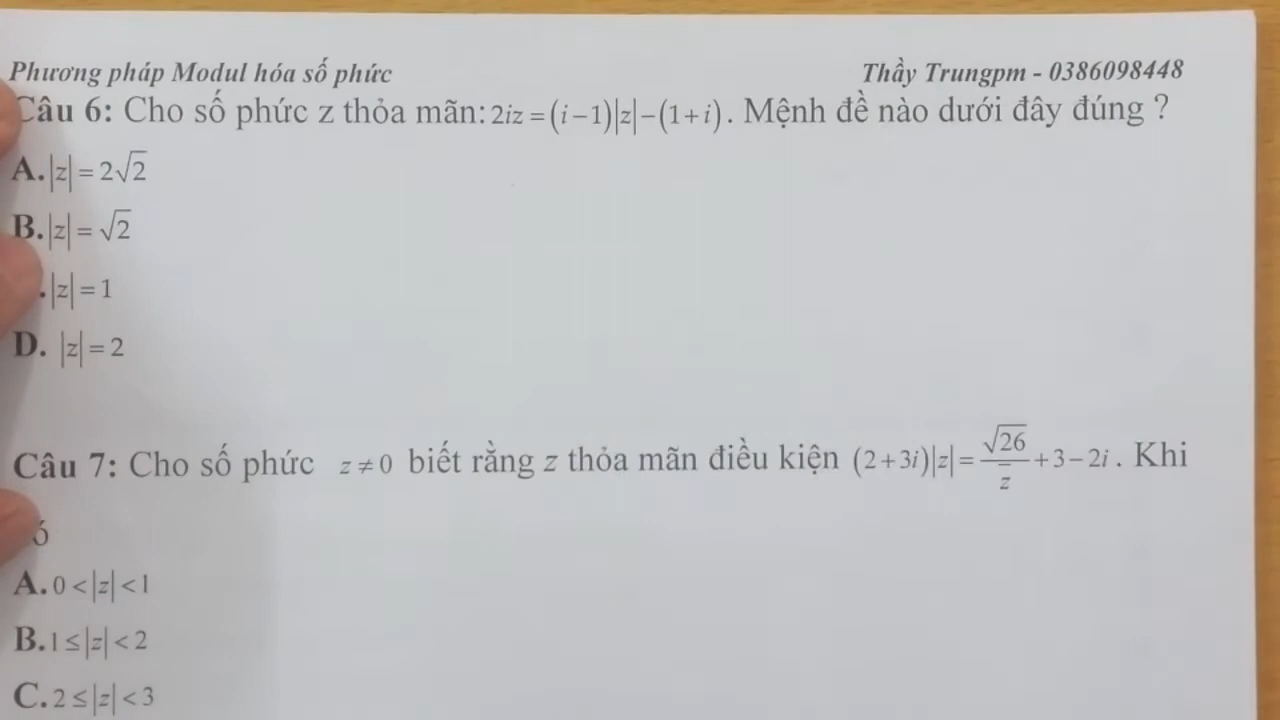 Phương pháp Modul hóa số phức Thầy Trungpm - 0386098448
Câu 6: Cho số phức z thỏa mãn: 2iz = (i−1)|z|−(1+i). Mệnh đề nào dưới đây đúng ?
A. |z| = 2√2
B. |z| = √2
. |z| = 1
D. |z| = 2
Câu 7: Cho số phức z ≠ 0 biết rằng z thỏa mãn điều kiện (2+3i)|z| = √26/z̄ + 3 − 2i. Khi
ó
A. 0 < |z| < 1
B. 1 ≤ |z| < 2
C. 2 ≤ |z| < 3